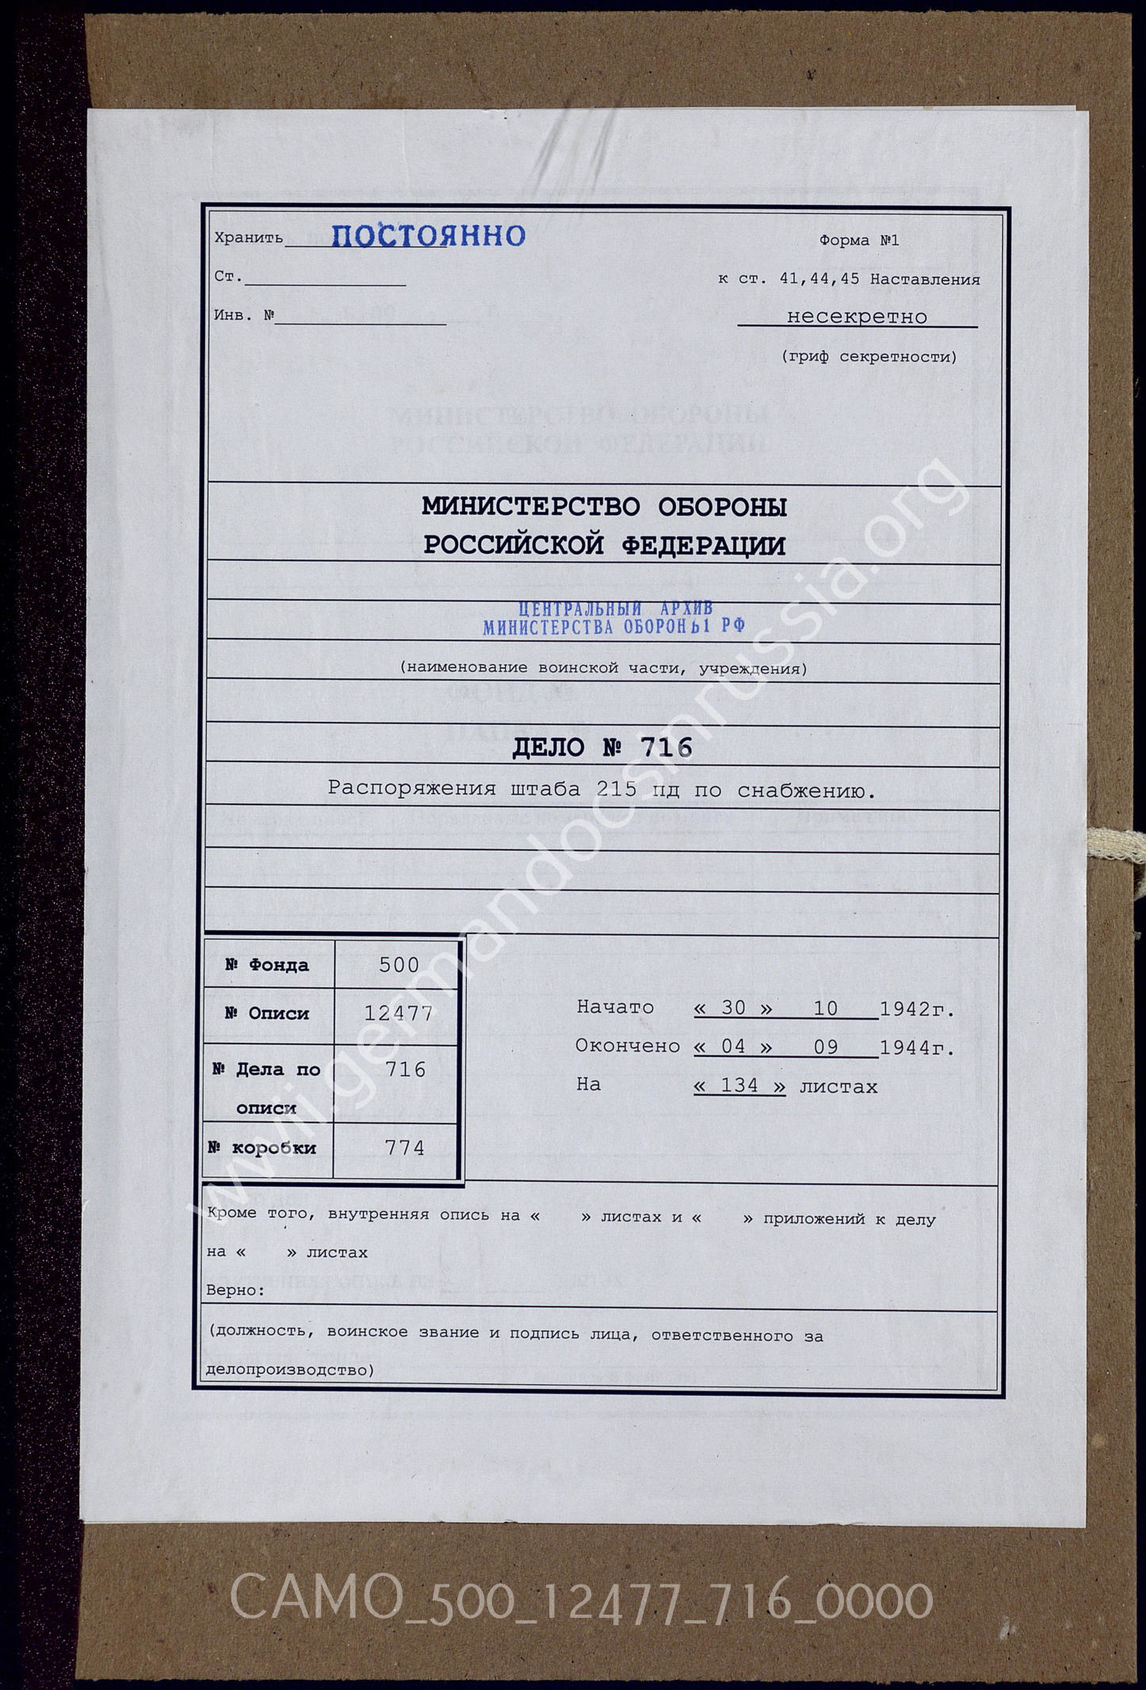 Хранить ПОСТОЯННО
Форма №1
Ст.
к ст. 41,44,45 Наставления
Инв. №
несекретно
(гриф секретности)
МИНИСТЕРСТВО ОБОРОНЫ
РОССИЙСКОЙ ФЕДЕРАЦИИ
ЦЕНТРАЛЬНЫЙ АРХИВ
МИНИСТЕРСТВА ОБОРОНЫ РФ
(наименование воинской части, учреждения)
ДЕЛО № 716
Распоряжения штаба 215 пд по снабжению.
№ Фонда 500
№ Описи 12477
№ Дела по 716
описи
№ коробки 774
Начато « 30 » 10 1942г.
Окончено « 04 » 09 1944г.
На « 134 » листах
Кроме того, внутренняя опись на « » листах и « » приложений к делу
на « » листах
Верно:
(должность, воинское звание и подпись лица, ответственного за
делопроизводство)
wwii.germandocsinrussia.org
CAMO_500_12477_716_0000